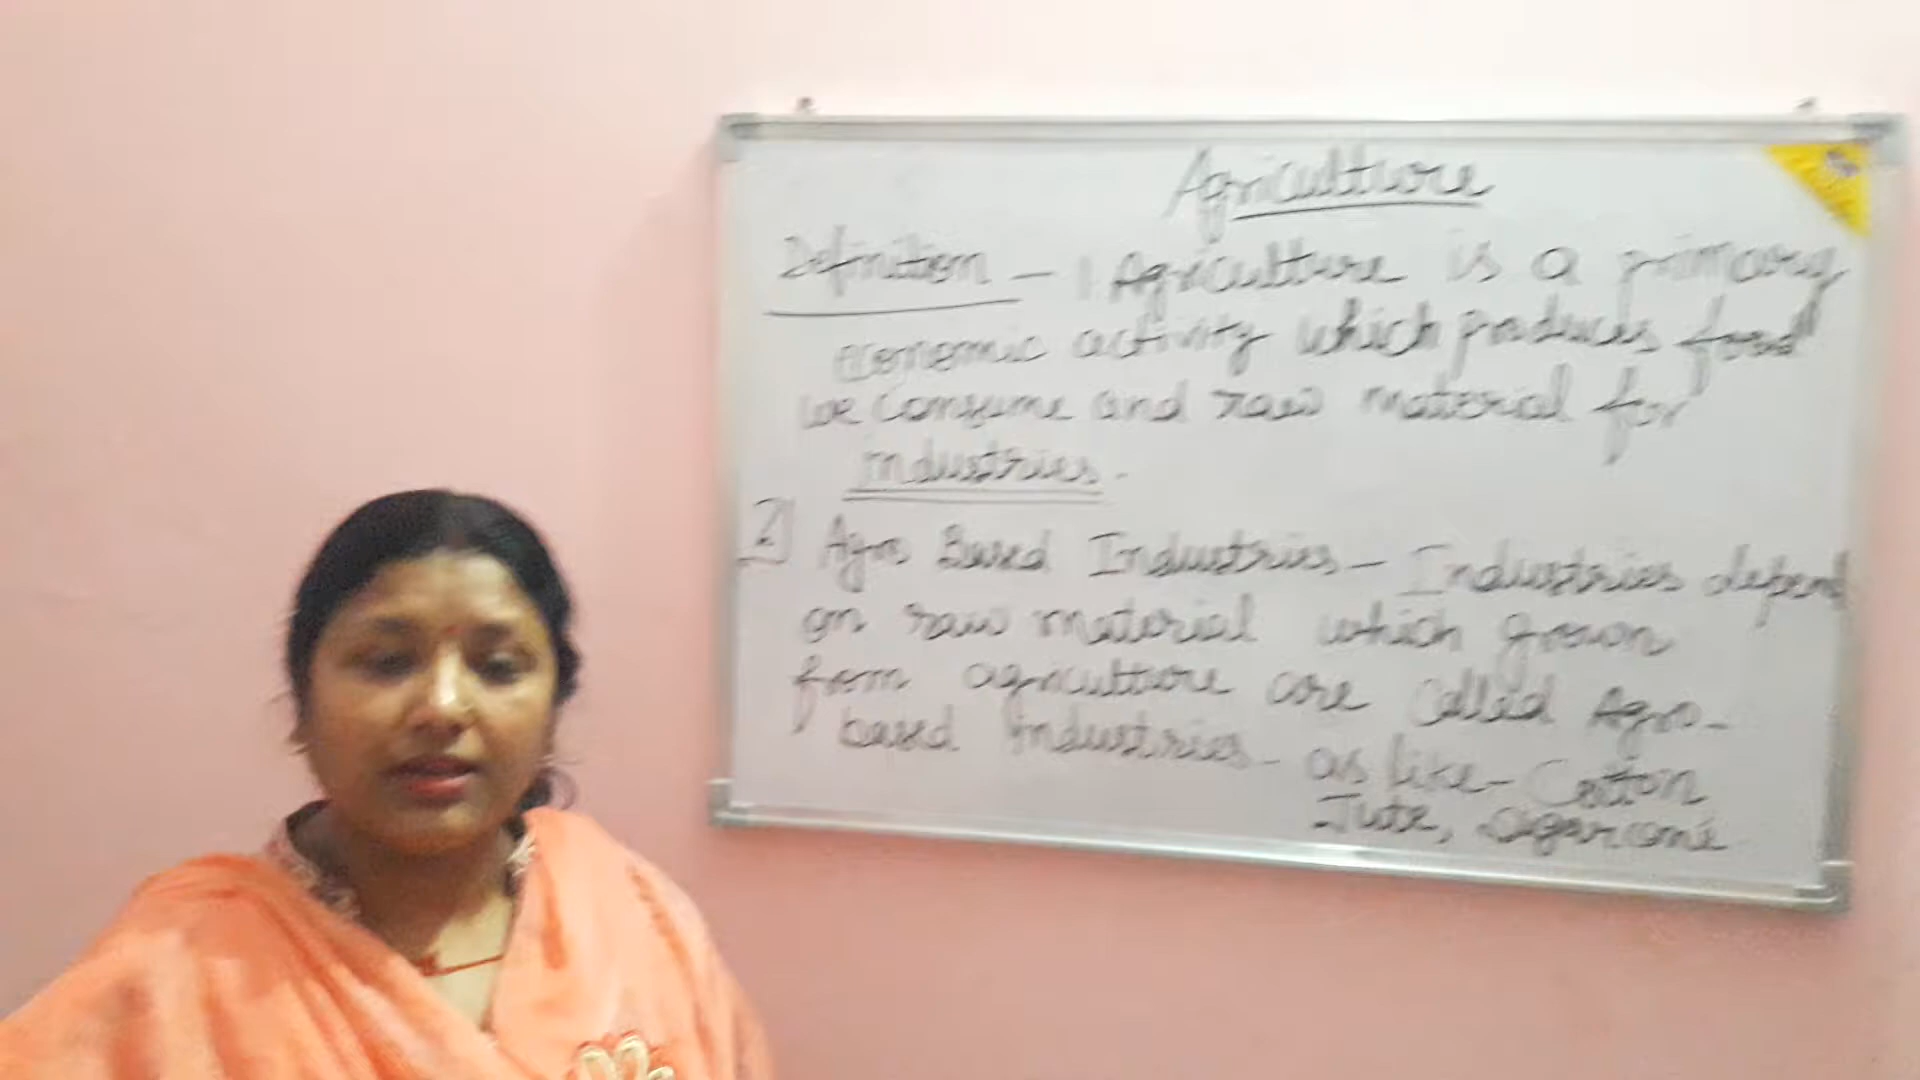 Agriculture
Definition - 1. Agriculture is a primary
economic activity which produces food
we consume and raw material for
industries.
2] Agro Based Industries - Industries depend
on raw material which grown
from agriculture are called Agro-
based Industries - as like - Cotton
Jute, Sugarcane